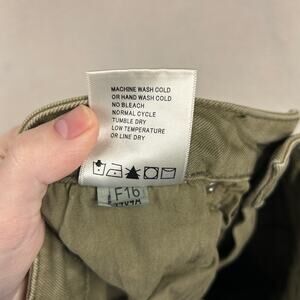 MACHINE WASH COLD
OR HAND WASH COLD
NO BLEACH
NORMAL CYCLE
TUMBLE DRY
LOW TEMPERATURE
OR LINE DRY
F16